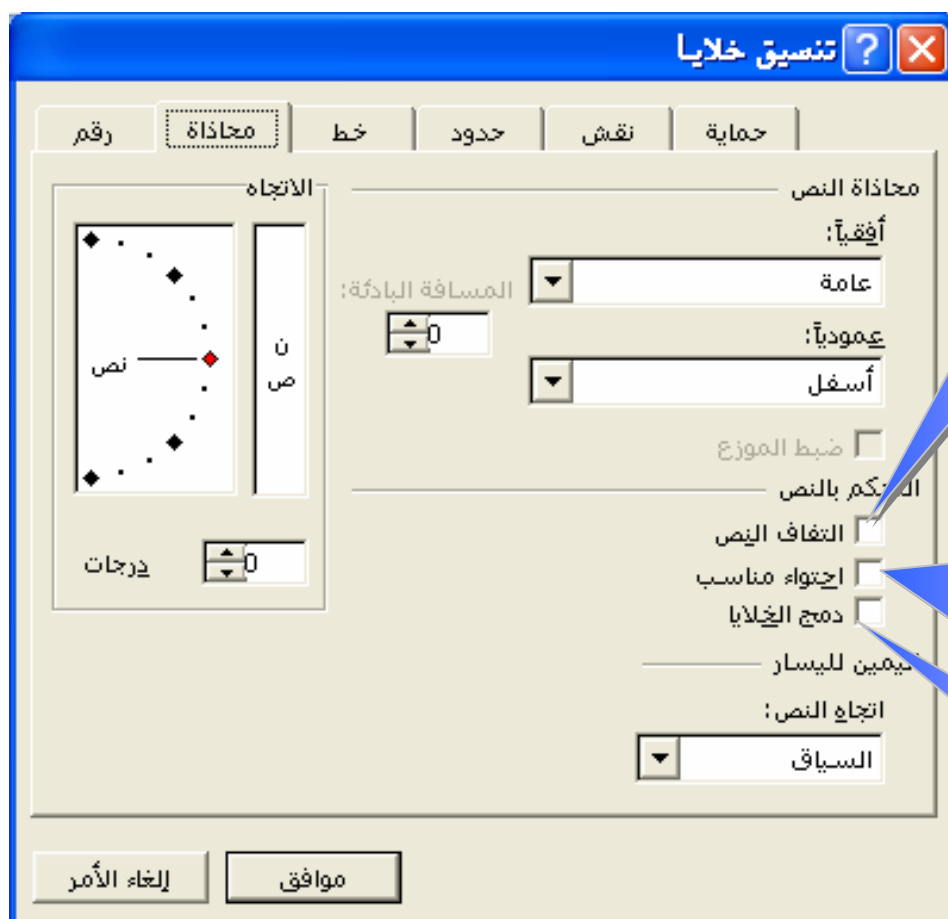 تنسيق خلايا
رقم محاذاة خط حدود نقش حماية
محاذاة النص
أفقياً:
عامة
المسافة البادئة:
0
عمودياً:
أسفل
ضبط الموزع
التحكم بالنص
التفاف النص
احتواء مناسب
دمج الخلايا
لليسار
اتجاه النص:
السياق
الاتجاه
ن
ص
نص
0 درجات
موافق
إلغاء الأمر